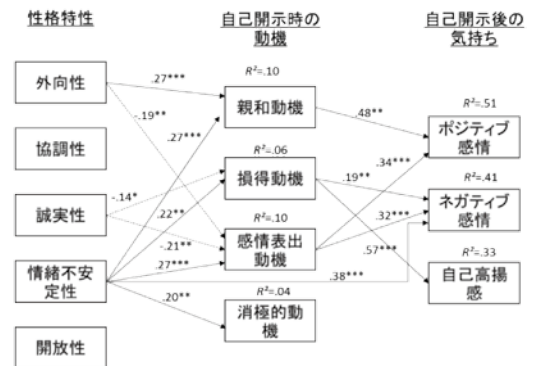 性格特性
自己開示時の
動機
自己開示後の
気持ち
外向性
協調性
誠実性
情緒不安
定性
開放性
.27***
-.19**
.27***
-.14*
.22**
-.21**
.27***
.20**
R²=.10
親和動機
R²=.06
損得動機
R²=.10
感情表出
動機
R²=.04
消極的動
機
.48**
.34***
.19**
.32***
.57***
.38***
R²=.51
ポジティブ
感情
R²=.41
ネガティブ
感情
R²=.33
自己高揚
感